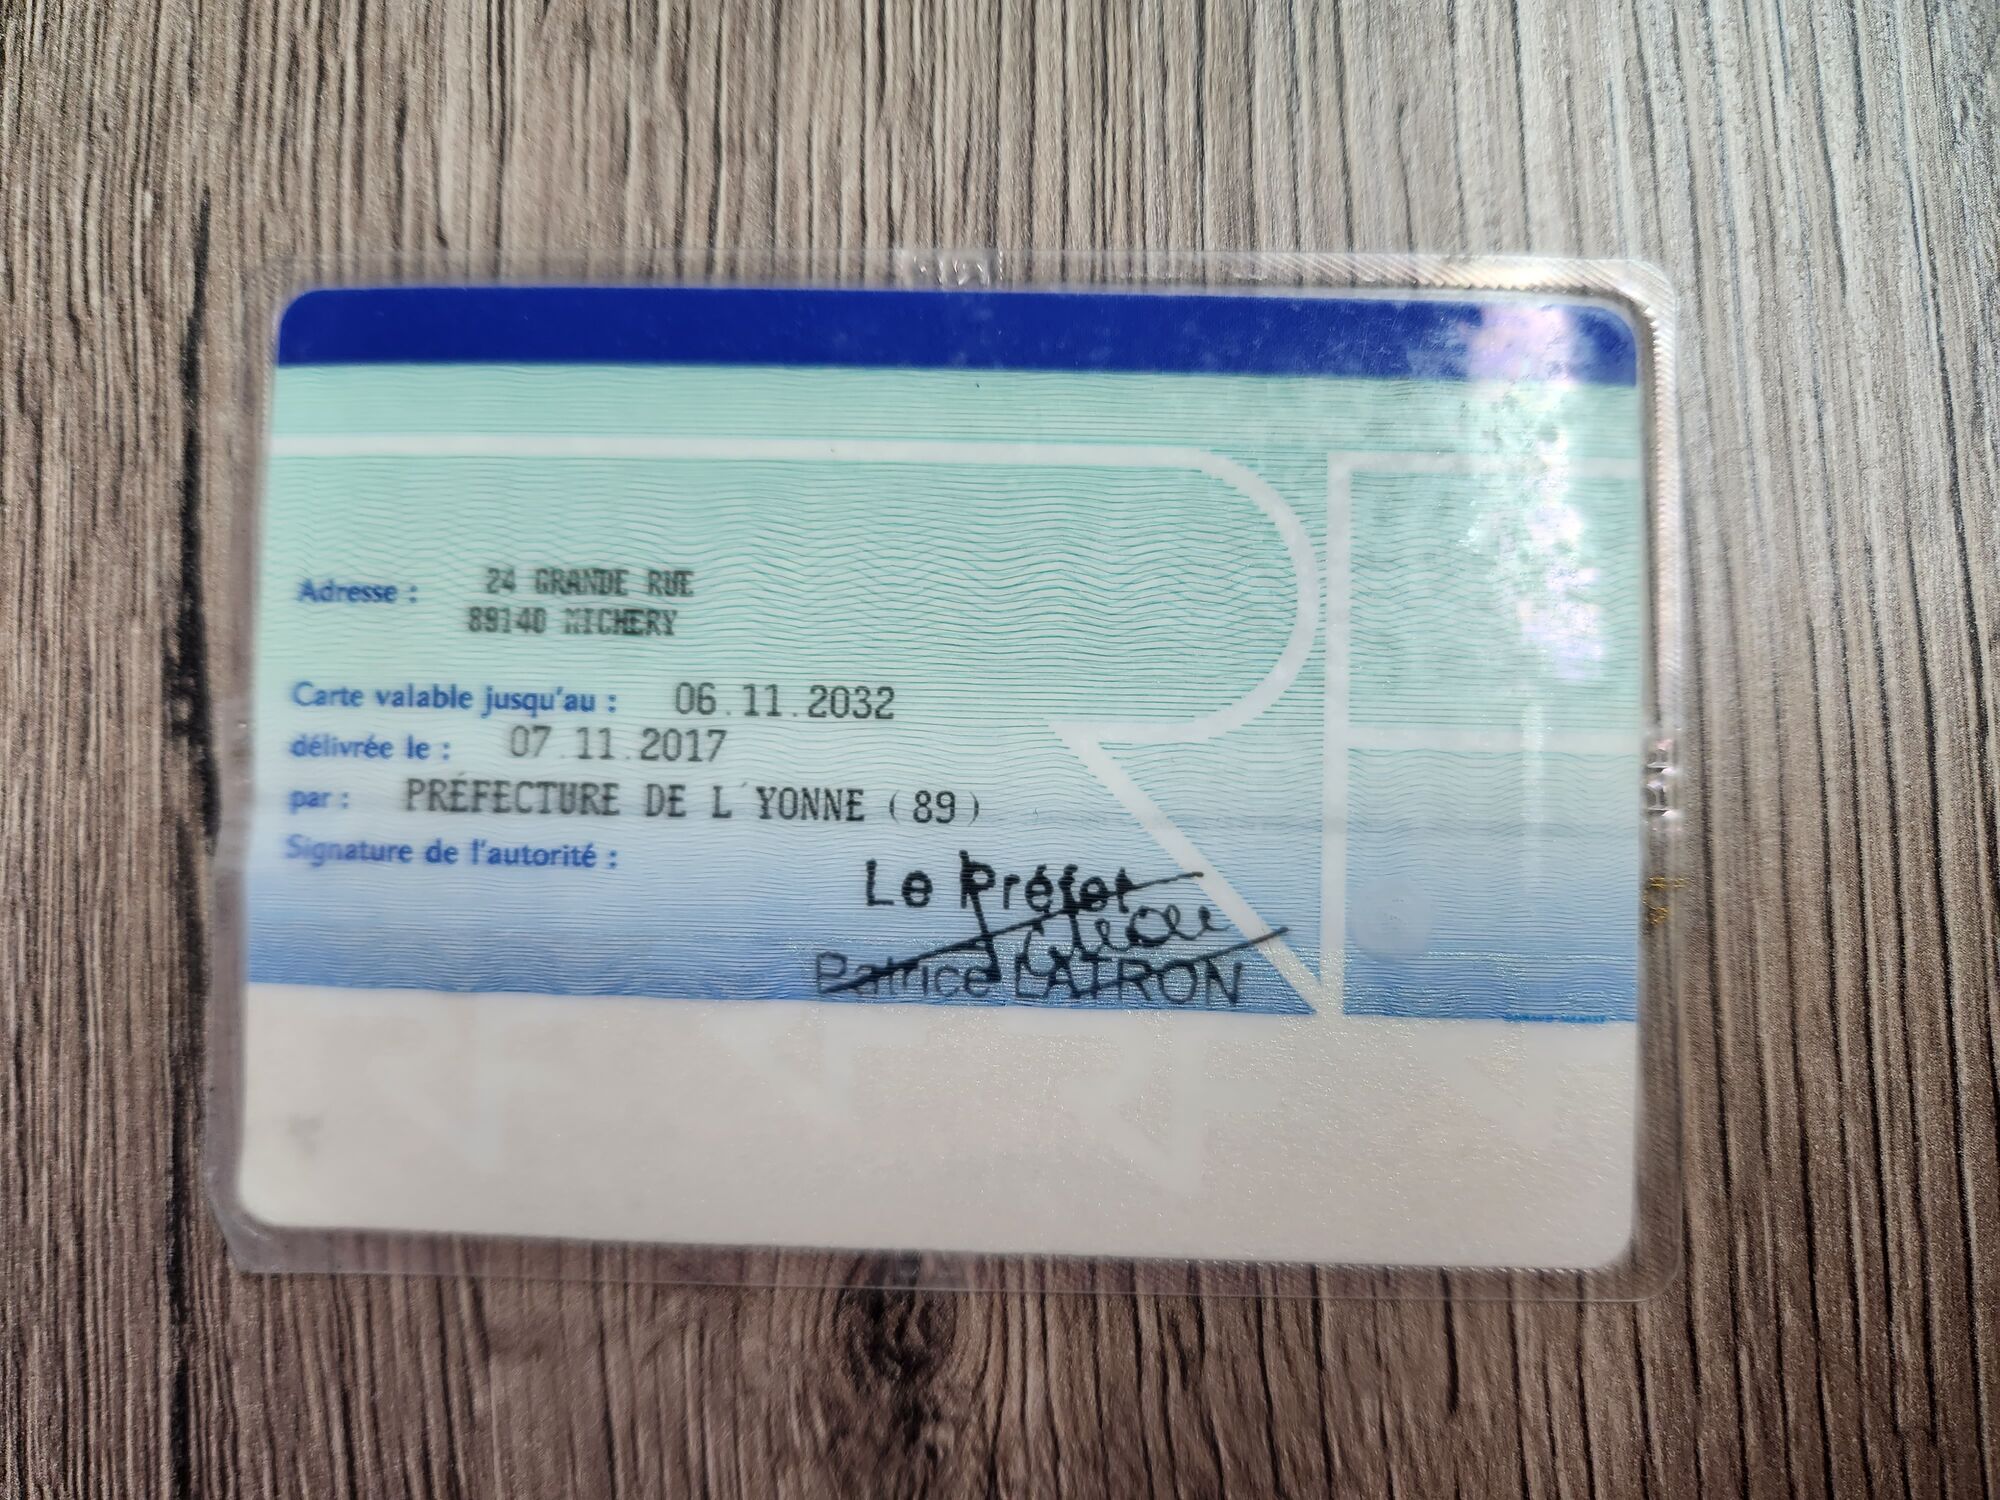 Adresse : 24 GRANDE RUE
89140 MICHERY
Carte valable jusqu'au : 06.11.2032
délivrée le : 07.11.2017
par : PRÉFECTURE DE L'YONNE (89)
Signature de l'autorité :
Le Préfet
Patrice LATRON
RF